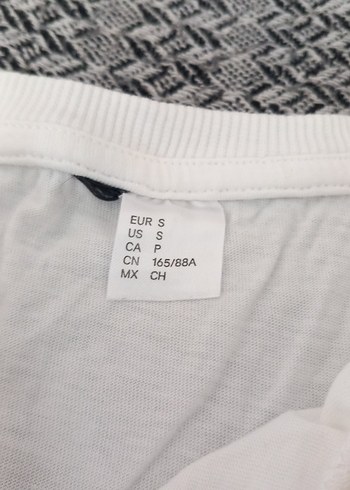 EUR S
US S
CA P
CN 165/88A
MX CH